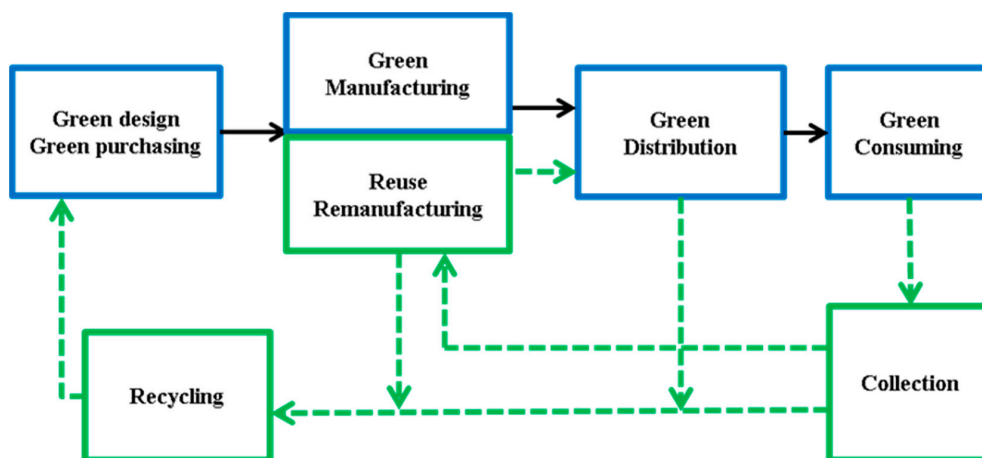 Green design
Green purchasing
Green
Manufacturing
Reuse
Remanufacturing
Green
Distribution
Green
Consuming
Recycling
Collection